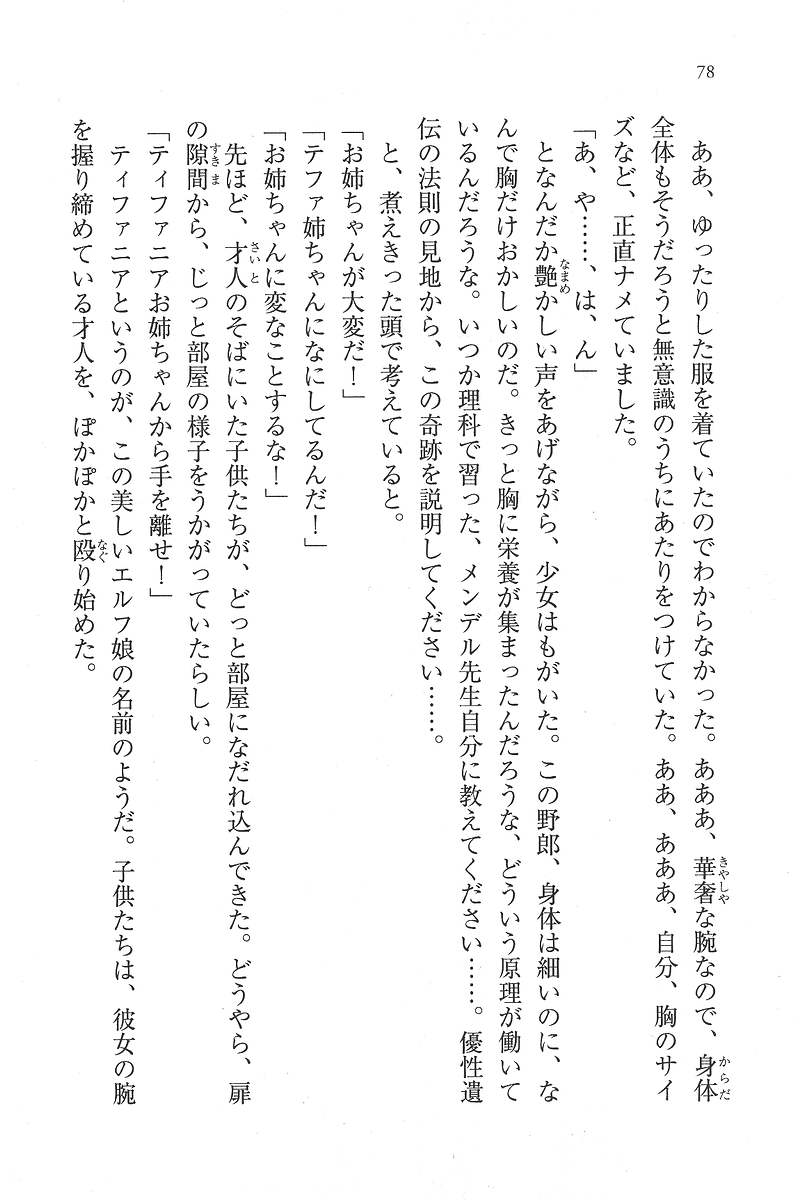 78
ああ、ゆったりした服を着ていたのでわからなかった。あああ、華奢な腕なので、身体
全体もそうだろうと無意識のうちにあたりをつけていた。ああ、あああ、自分、胸のサイ
ズなど、正直ナメていました。
「あ、や……、は、ん」
となんだか艶かしい声をあげながら、少女はもがいた。この野郎、身体は細いのに、な
んで胸だけおかしいのだ。きっと胸に栄養が集まったんだろうな、どういう原理が働いて
いるんだろうな。いつか理科で習った、メンデル先生自分に教えてください……。優性遺
伝の法則の見地から、この奇跡を説明してください……。
と、煮えきった頭で考えていると。
「お姉ちゃんが大変だ！」
「テファ姉ちゃんになにしてるんだ！」
「お姉ちゃんに変なことするな！」
先ほど、才人のそばにいた子供たちが、どっと部屋になだれ込んできた。どうやら、扉
の隙間から、じっと部屋の様子をうかがっていたらしい。
「ティファニアお姉ちゃんから手を離せ！」
ティファニアというのが、この美しいエルフ娘の名前のようだ。子供たちは、彼女の腕
を握り締めている才人を、ぽかぽかと殴り始めた。